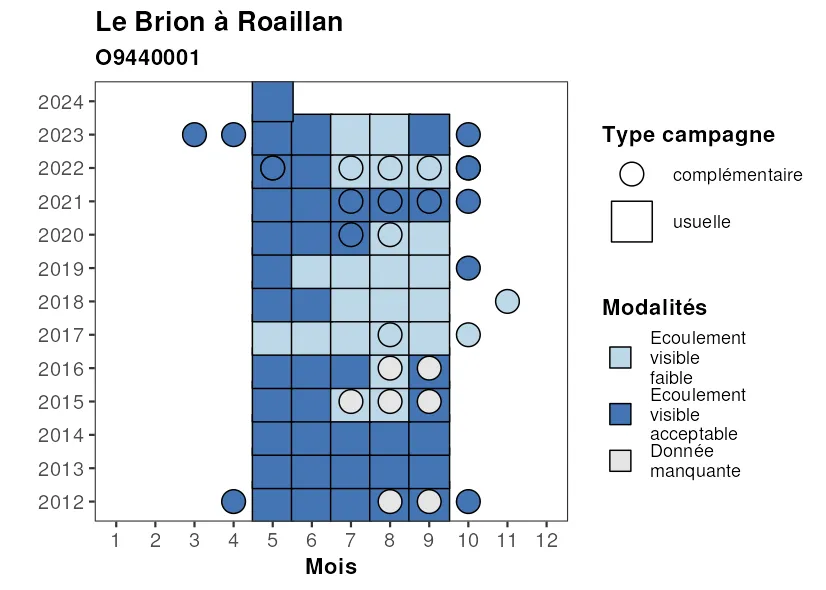 Le Brion à Roaillan
O9440001
2024
2023
2022
2021
2020
2019
2018
2017
2016
2015
2014
2013
2012
1 2 3 4 5 6 7 8 9 10 11 12
Mois
Type campagne
complémentaire
usuelle
Modalités
Ecoulement
visible
faible
Ecoulement
visible
acceptable
Donnée
manquante